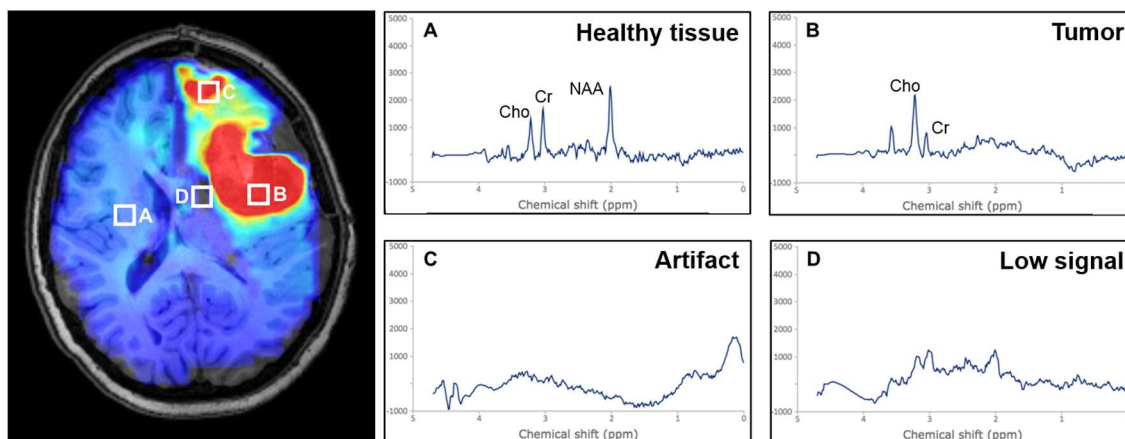 C
D
B
A
A
Healthy tissue
Cho
Cr
NAA
5000
4000
3000
2000
1000
-1000
5
4
3
2
1
0
Chemical shift (ppm)
B
Tumor
Cho
Cr
5000
4000
3000
2000
1000
-1000
5
4
3
2
1
Chemical shift (ppm)
C
Artifact
5000
4000
3000
2000
1000
-1000
5
4
3
2
1
0
Chemical shift (ppm)
D
Low signal
5000
4000
3000
2000
1000
-1000
5
4
3
2
1
Chemical shift (ppm)